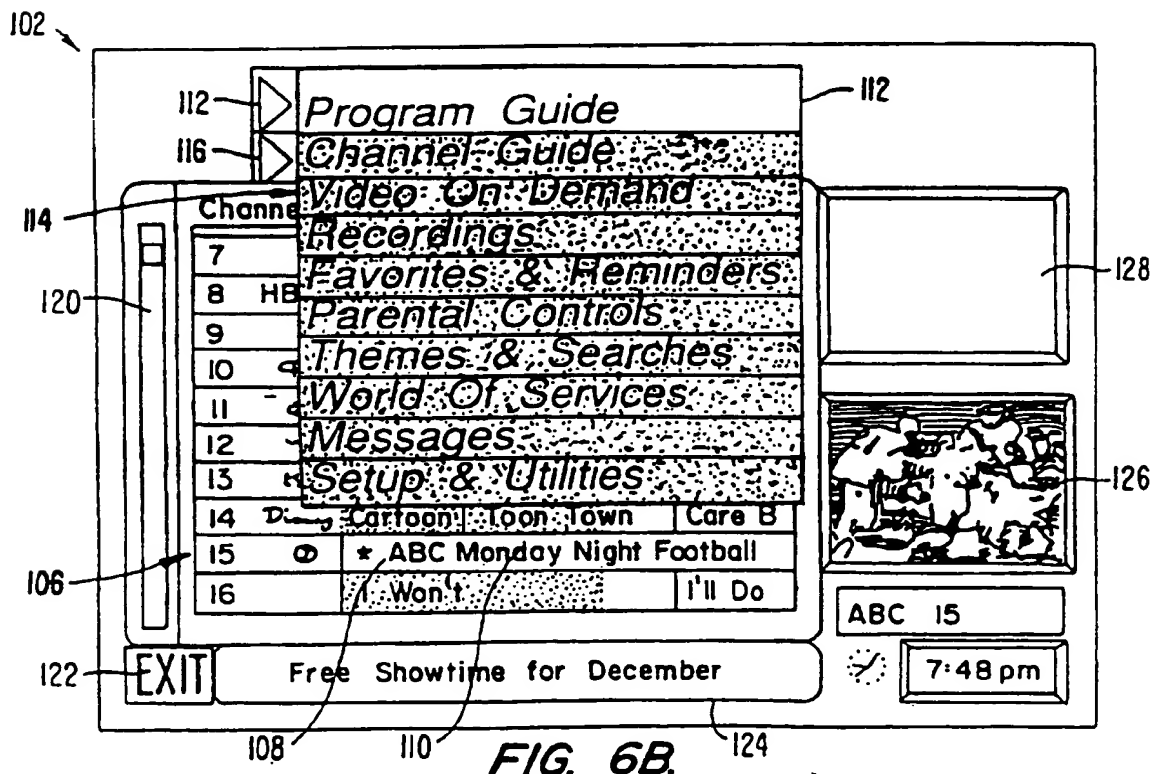 102
112 Program Guide 112
116 Channel Guide
Video On Demand
114
Channe
Recordings
7
Favorites & Reminders
128
120
8 HB
Parental Controls
9
Themes & Searches
10
World Of Services
11
Messages
12
Setup & Utilities
13
126
14 Disney Cartoon Toon Town Care B
15 * ABC Monday Night Football
106
16 I Won't I'll Do
ABC 15
122 EXIT Free Showtime for December 7:48 pm
108 110 124
FIG. 6B.